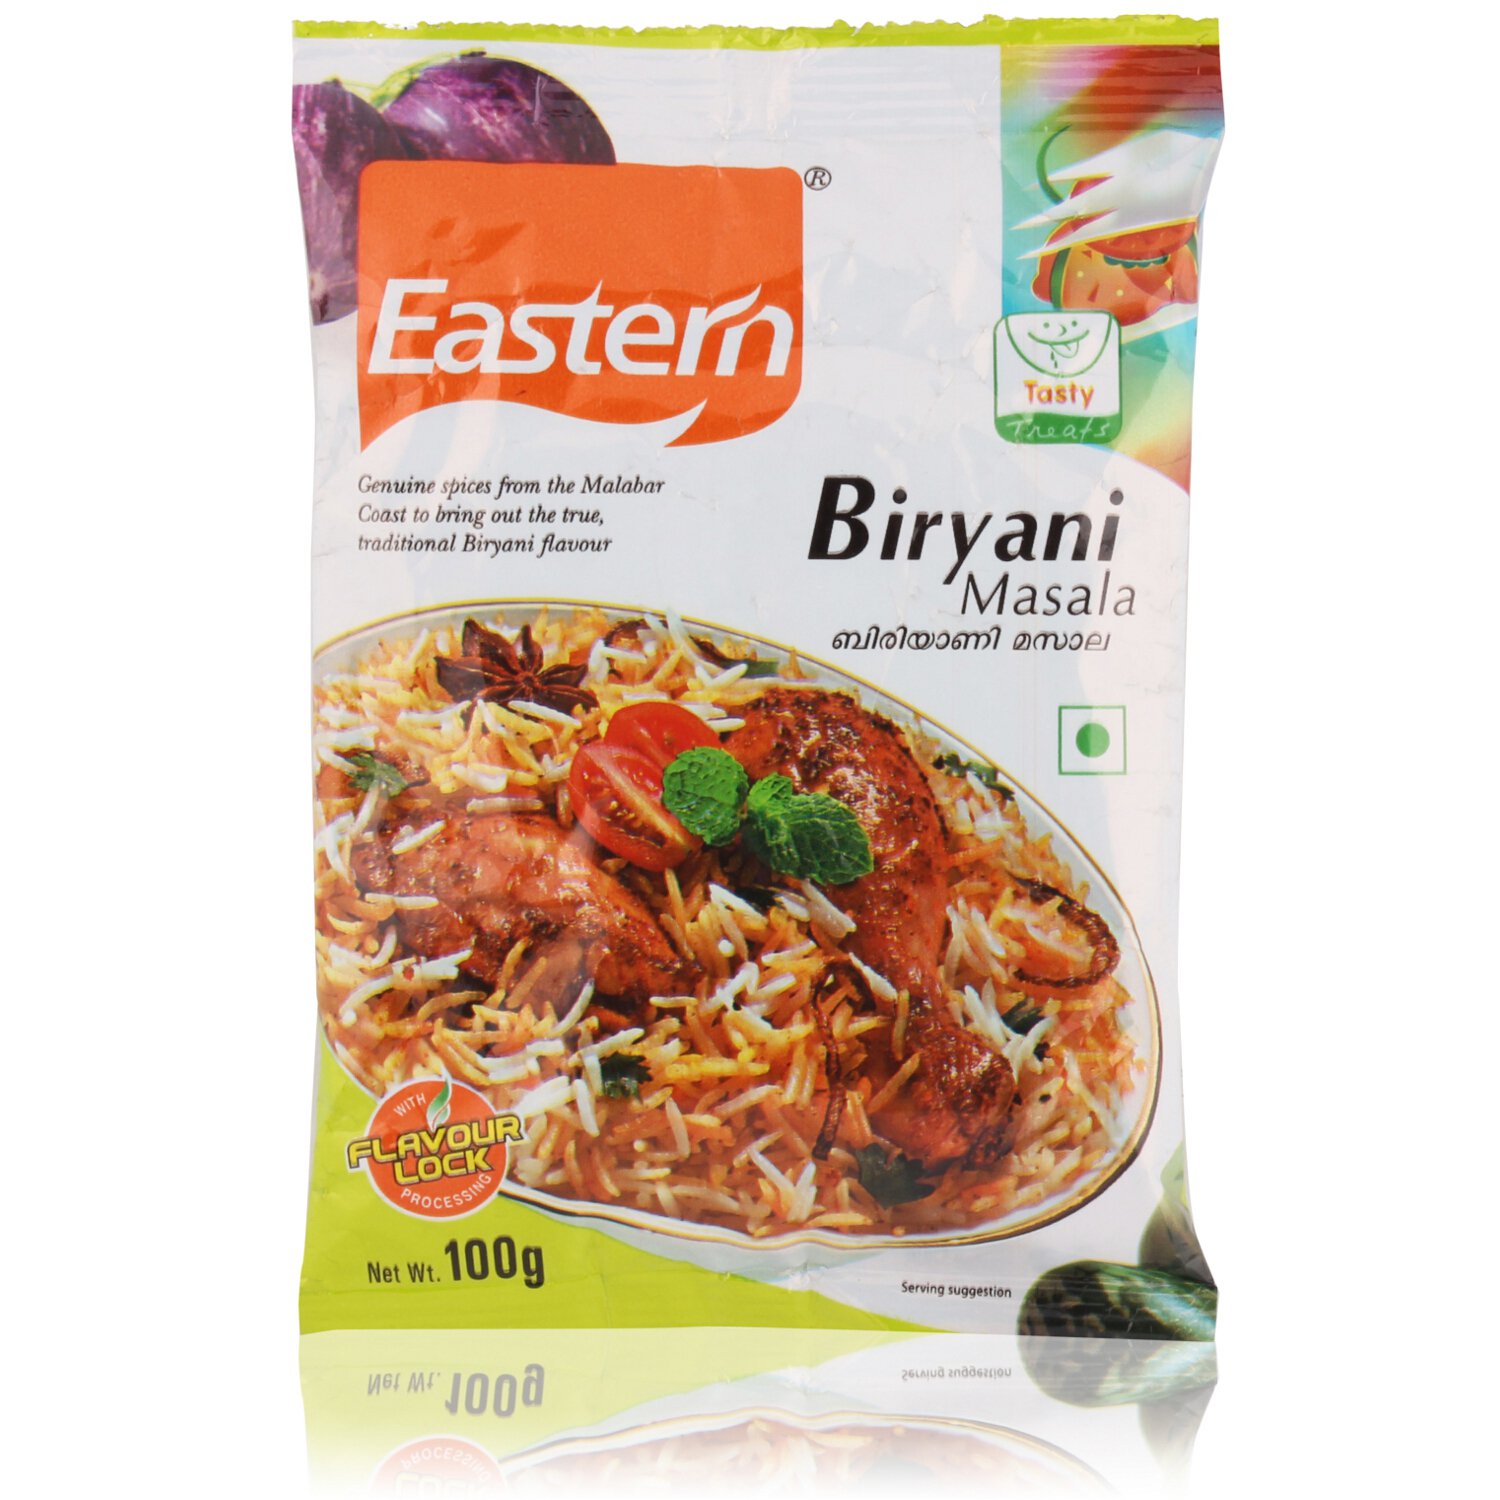 Eastern®
Tasty
Treats
Genuine spices from the Malabar
Coast to bring out the true,
traditional Biryani flavour
Biryani
Masala
ബിരിയാണി മസാല
WITH
FLAVOUR
LOCK
PROCESSING
Net Wt. 100g
Serving suggestion